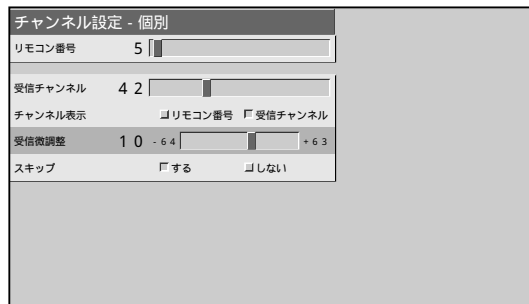 チャンネル設定 - 個別
リモコン番号 5
受信チャンネル 42
チャンネル表示 リモコン番号 受信チャンネル
受信微調整 10 -64 +63
スキップ する しない